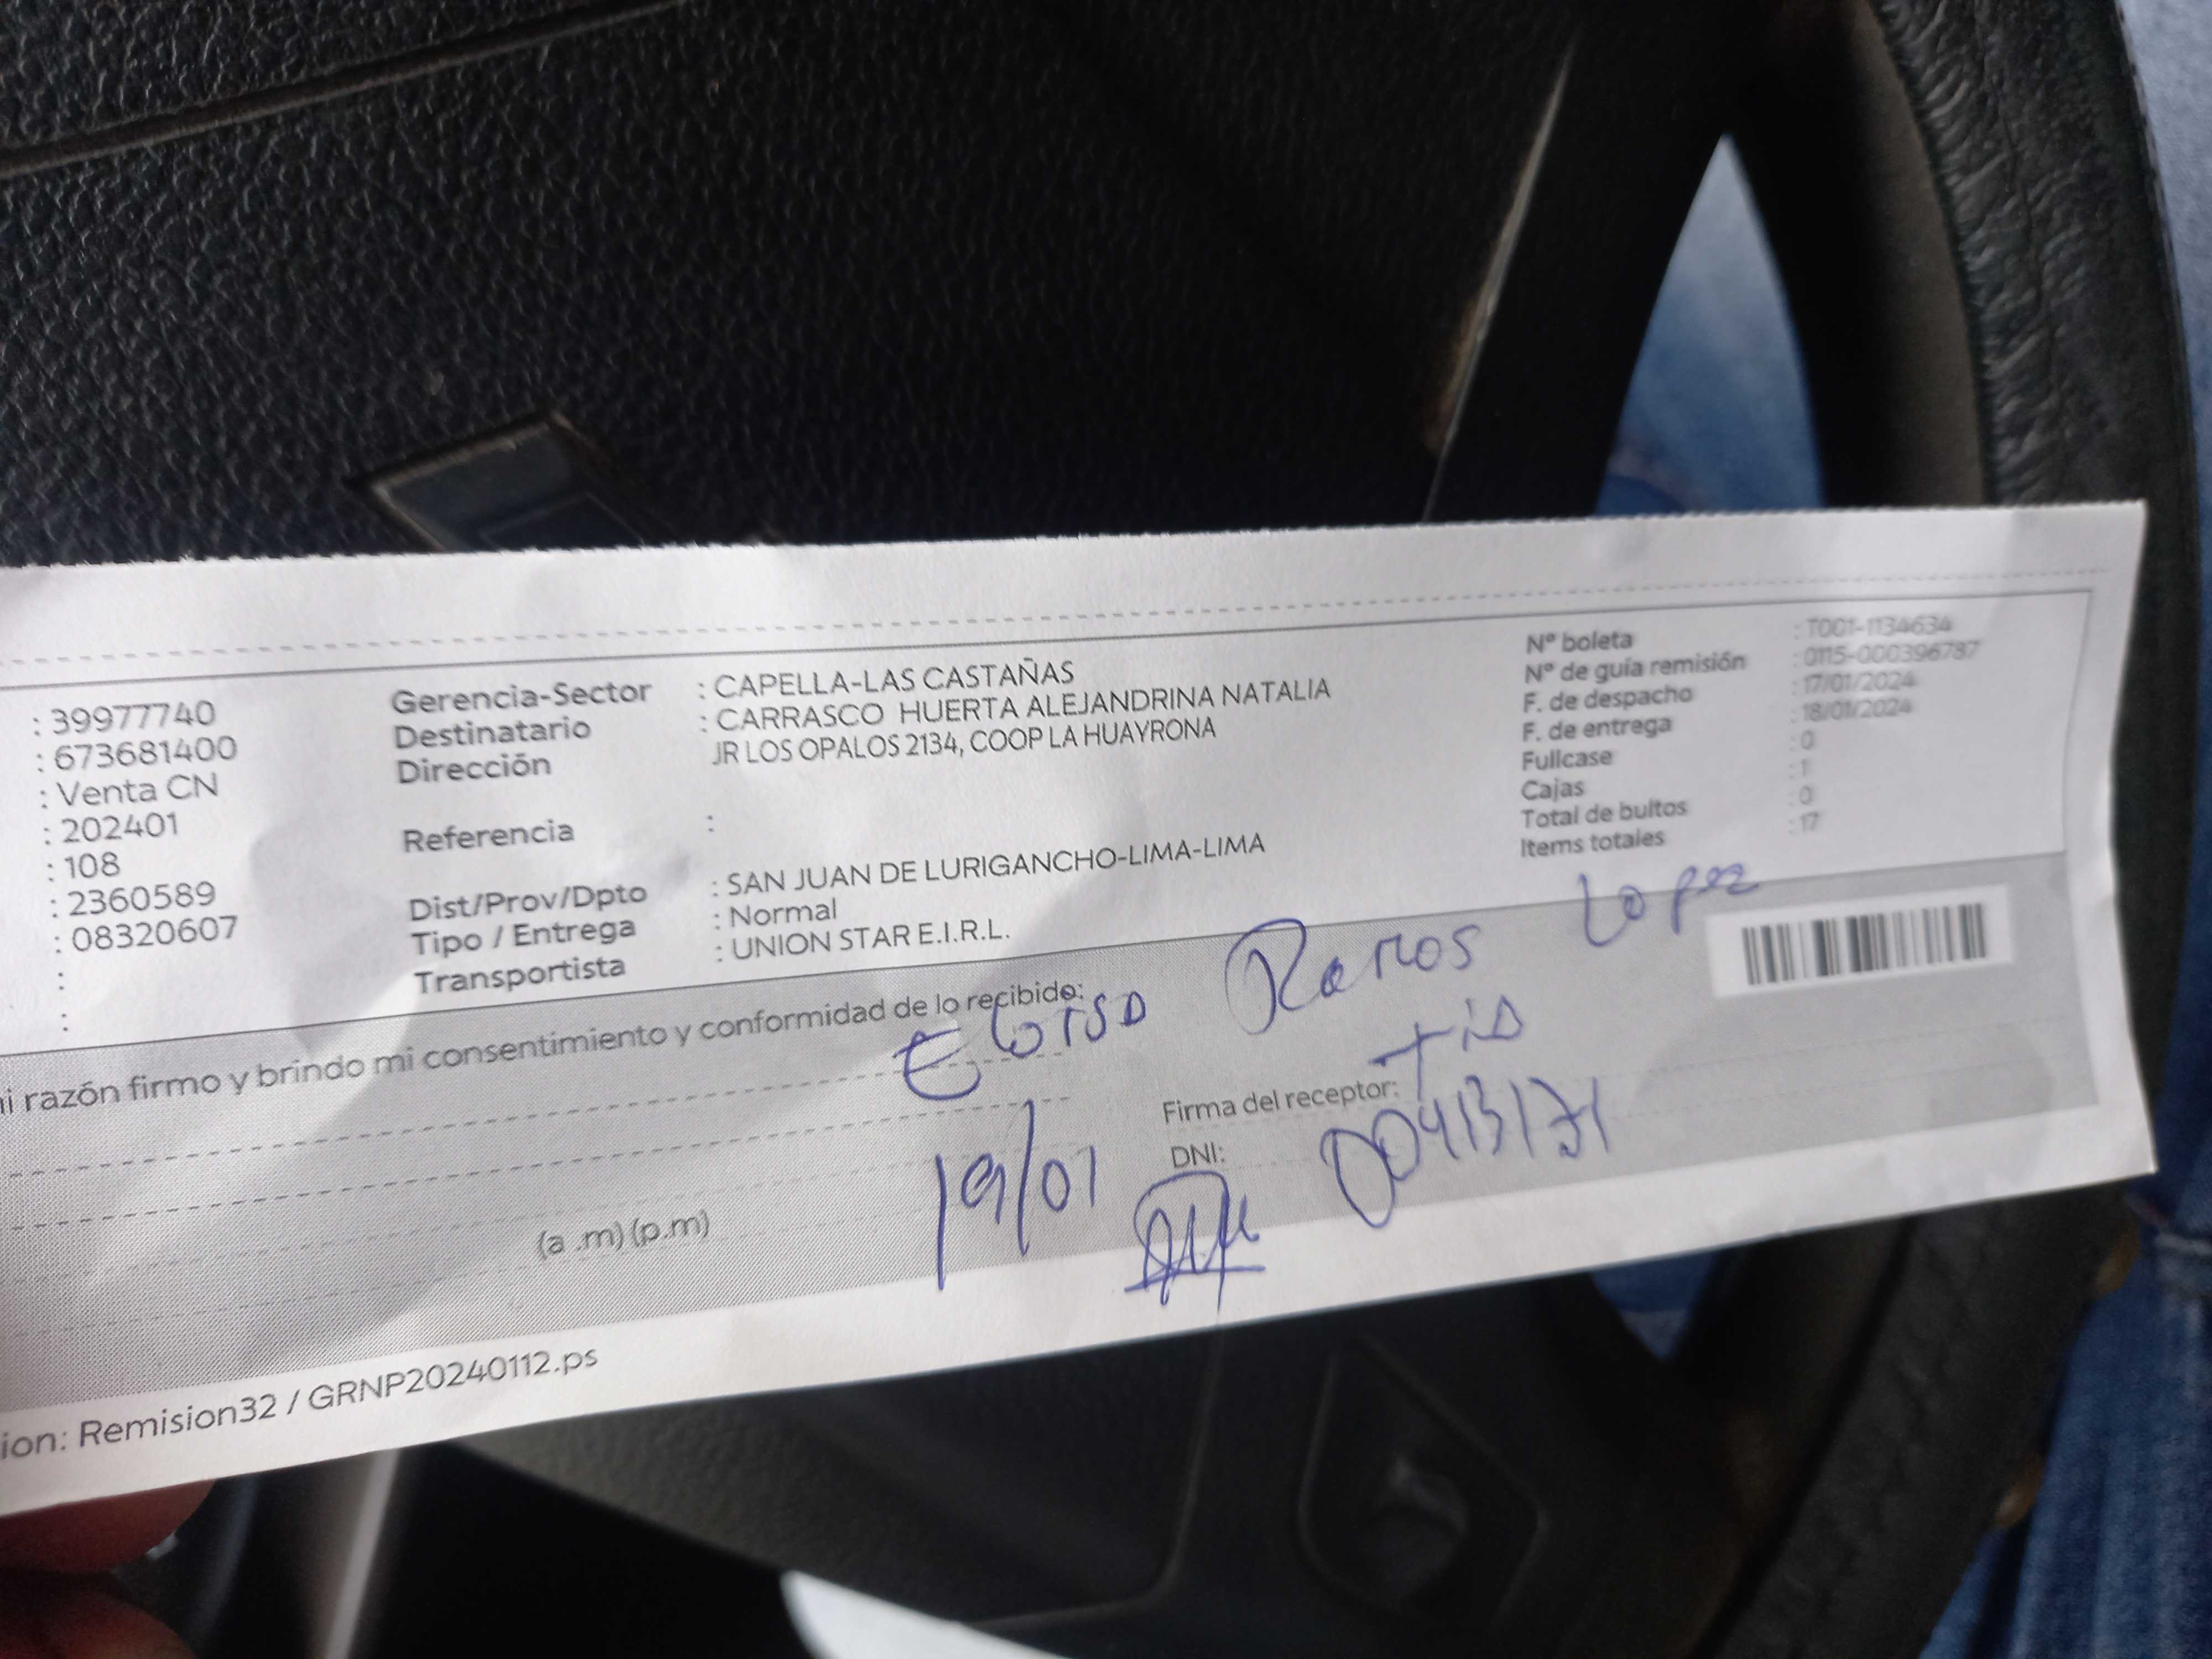 : 39977740
: 673681400
: Venta CN
: 202401
: 108
: 2360589
: 08320607
:
:
Gerencia-Sector : CAPELLA-LAS CASTAÑAS
Destinatario : CARRASCO HUERTA ALEJANDRINA NATALIA
Dirección JR LOS OPALOS 2134, COOP LA HUAYRONA
Referencia :
Dist/Prov/Dpto : SAN JUAN DE LURIGANCHO-LIMA-LIMA
Tipo / Entrega : Normal
Transportista : UNION STAR E.I.R.L.
Nº boleta : T001-1134634
Nº de guía remisión : 0115-000396787
F. de despacho : 17/01/2024
F. de entrega : 18/01/2024
Fullcase : 0
Cajas : 1
Total de bultos : 0
Items totales : 17
ni razón firmo y brindo mi consentimiento y conformidad de lo recibido:
Ramos Lopez
Tio
Firma del receptor:
DNI:
19/01
(a .m) (p.m)
ion: Remision32 / GRNP20240112.ps